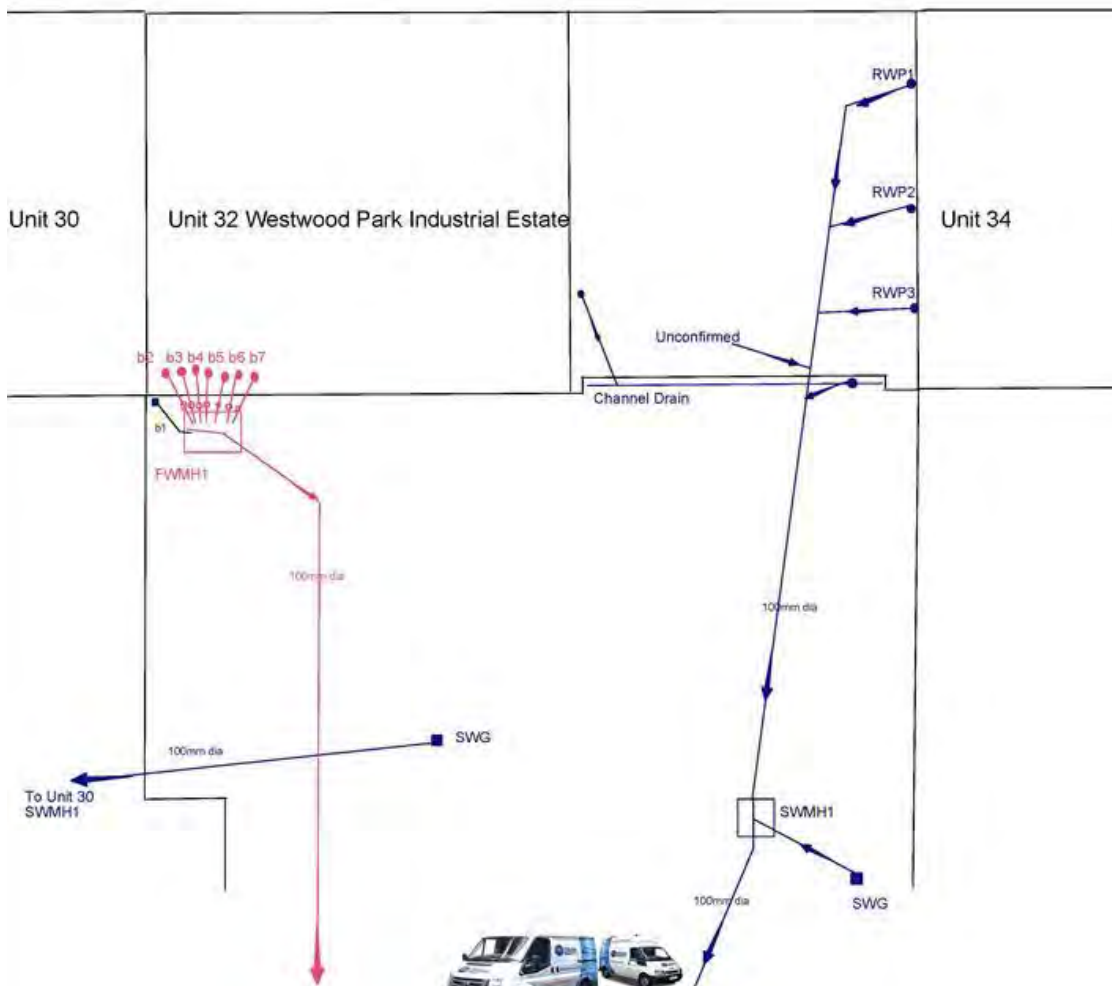 RWP1
Unit 30
Unit 32 Westwood Park Industrial Estate
RWP2
Unit 34
RWP3
Unconfirmed
b2 b3 b4 b5 b6 b7
Channel Drain
b1
FWMH1
100mm dia
100mm dia
SWG
100mm dia
To Unit 30
SWMH1
SWMH1
100mm dia
SWG